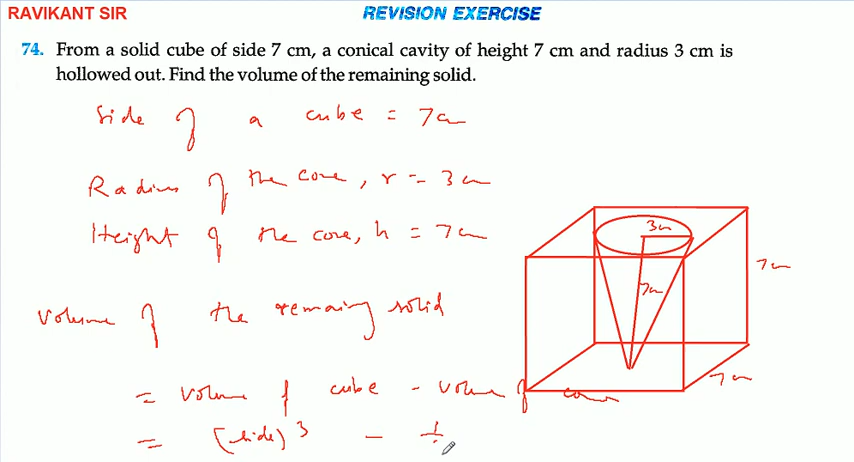 RAVIKANT SIR
REVISION EXERCISE
74. From a solid cube of side 7 cm, a conical cavity of height 7 cm and radius 3 cm is
hollowed out. Find the volume of the remaining solid.
Side of a cube = 7cm
Radius of the cone, r = 3cm
Height of the cone, h = 7cm
Volume of the remaing solid
= volume of cube - volume of cone
= (side)³ - 1/
3cm
7cm
7cm
7cm